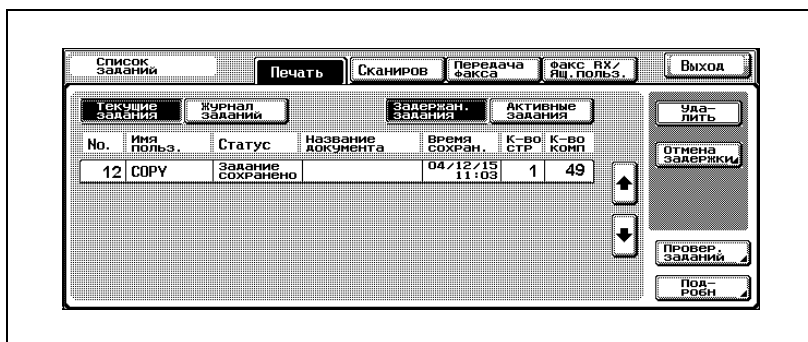 Список
заданий
Печать
Сканиров
Передача
факса
Факс RX/
Ящ.польз.
Выход
Текущие
задания
Журнал
заданий
Задержан.
задания
Активные
задания
Уда-
лить
No.
Имя
польз.
Статус
Название
документа
Время
сохран.
К-во
стр
К-во
комп
Отмена
задержки
12
COPY
Задание
сохранено
04/12/15
11:03
1
49
Провер.
заданий
Под-
робн